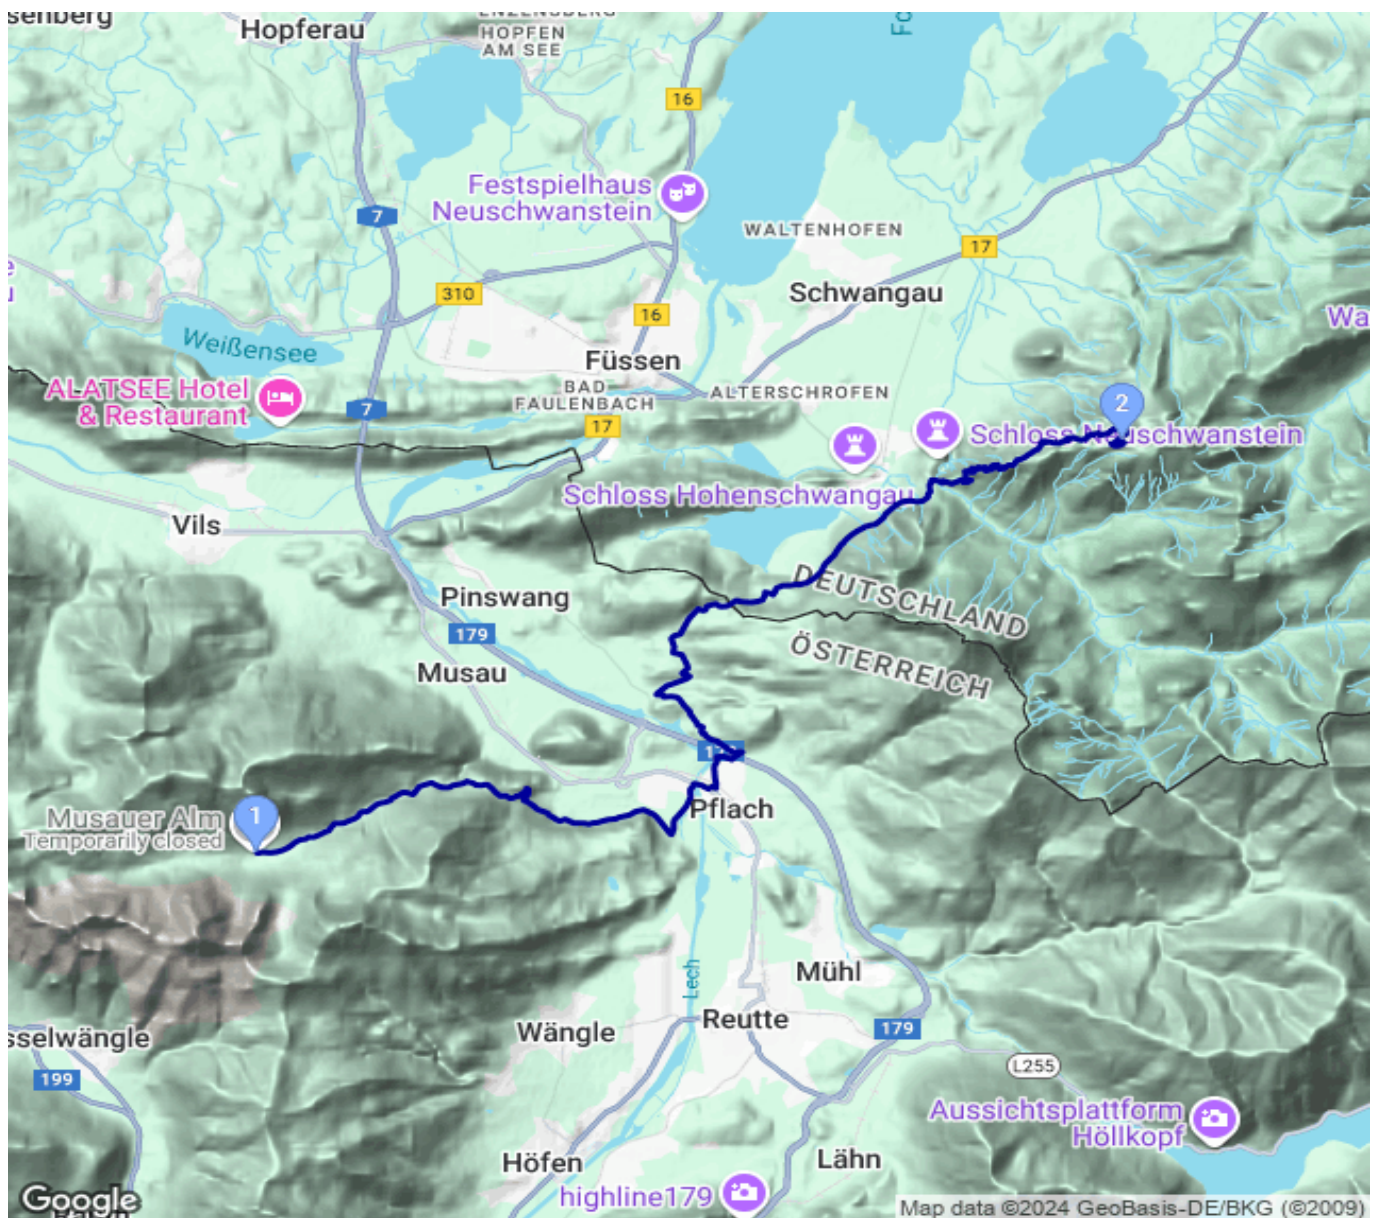 Hopferau
HOPFEN
AM SEE
16
Festspielhaus
Neuschwanstein
7
WALTENHOFEN
17
310
Schwangau
16
Weißensee
Füssen
Wa
ALATSEE Hotel
& Restaurant
7
BAD
FAULENBACH
ALTERSCHROFEN
2
17
Schloss Neuschwanstein
Schloss Hohenschwangau
Vils
DEUTSCHLAND
Pinswang
179
ÖSTERREICH
Musau
Musauer Alm
Temporarily closed
1
Pflach
Lech
Mühl
Reutte
Wängle
179
sselwängle
199
L255
Aussichtsplattform
Höllkopf
Höfen
Lähn
highline179
Google
Map data ©2024 GeoBasis-DE/BKG (©2009)